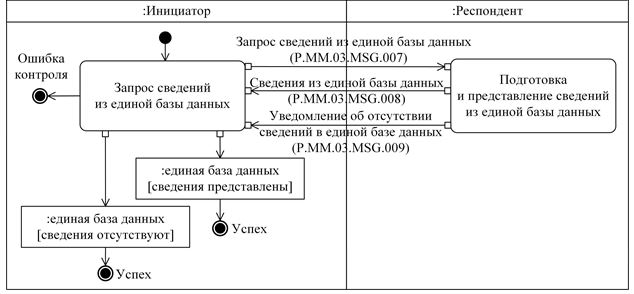 :Инициатор
:Респондент
Ошибка
контроля
Запрос сведений
из единой базы данных
Запрос сведений из единой базы данных
(P.MM.03.MSG.007)
Сведения из единой базы данных
(P.MM.03.MSG.008)
Уведомление об отсутствии
сведений в единой базе данных
(P.MM.03.MSG.009)
Подготовка
и представление сведений
из единой базы данных
:единая база данных
[сведения представлены]
Успех
:единая база данных
[сведения отсутствуют]
Успех